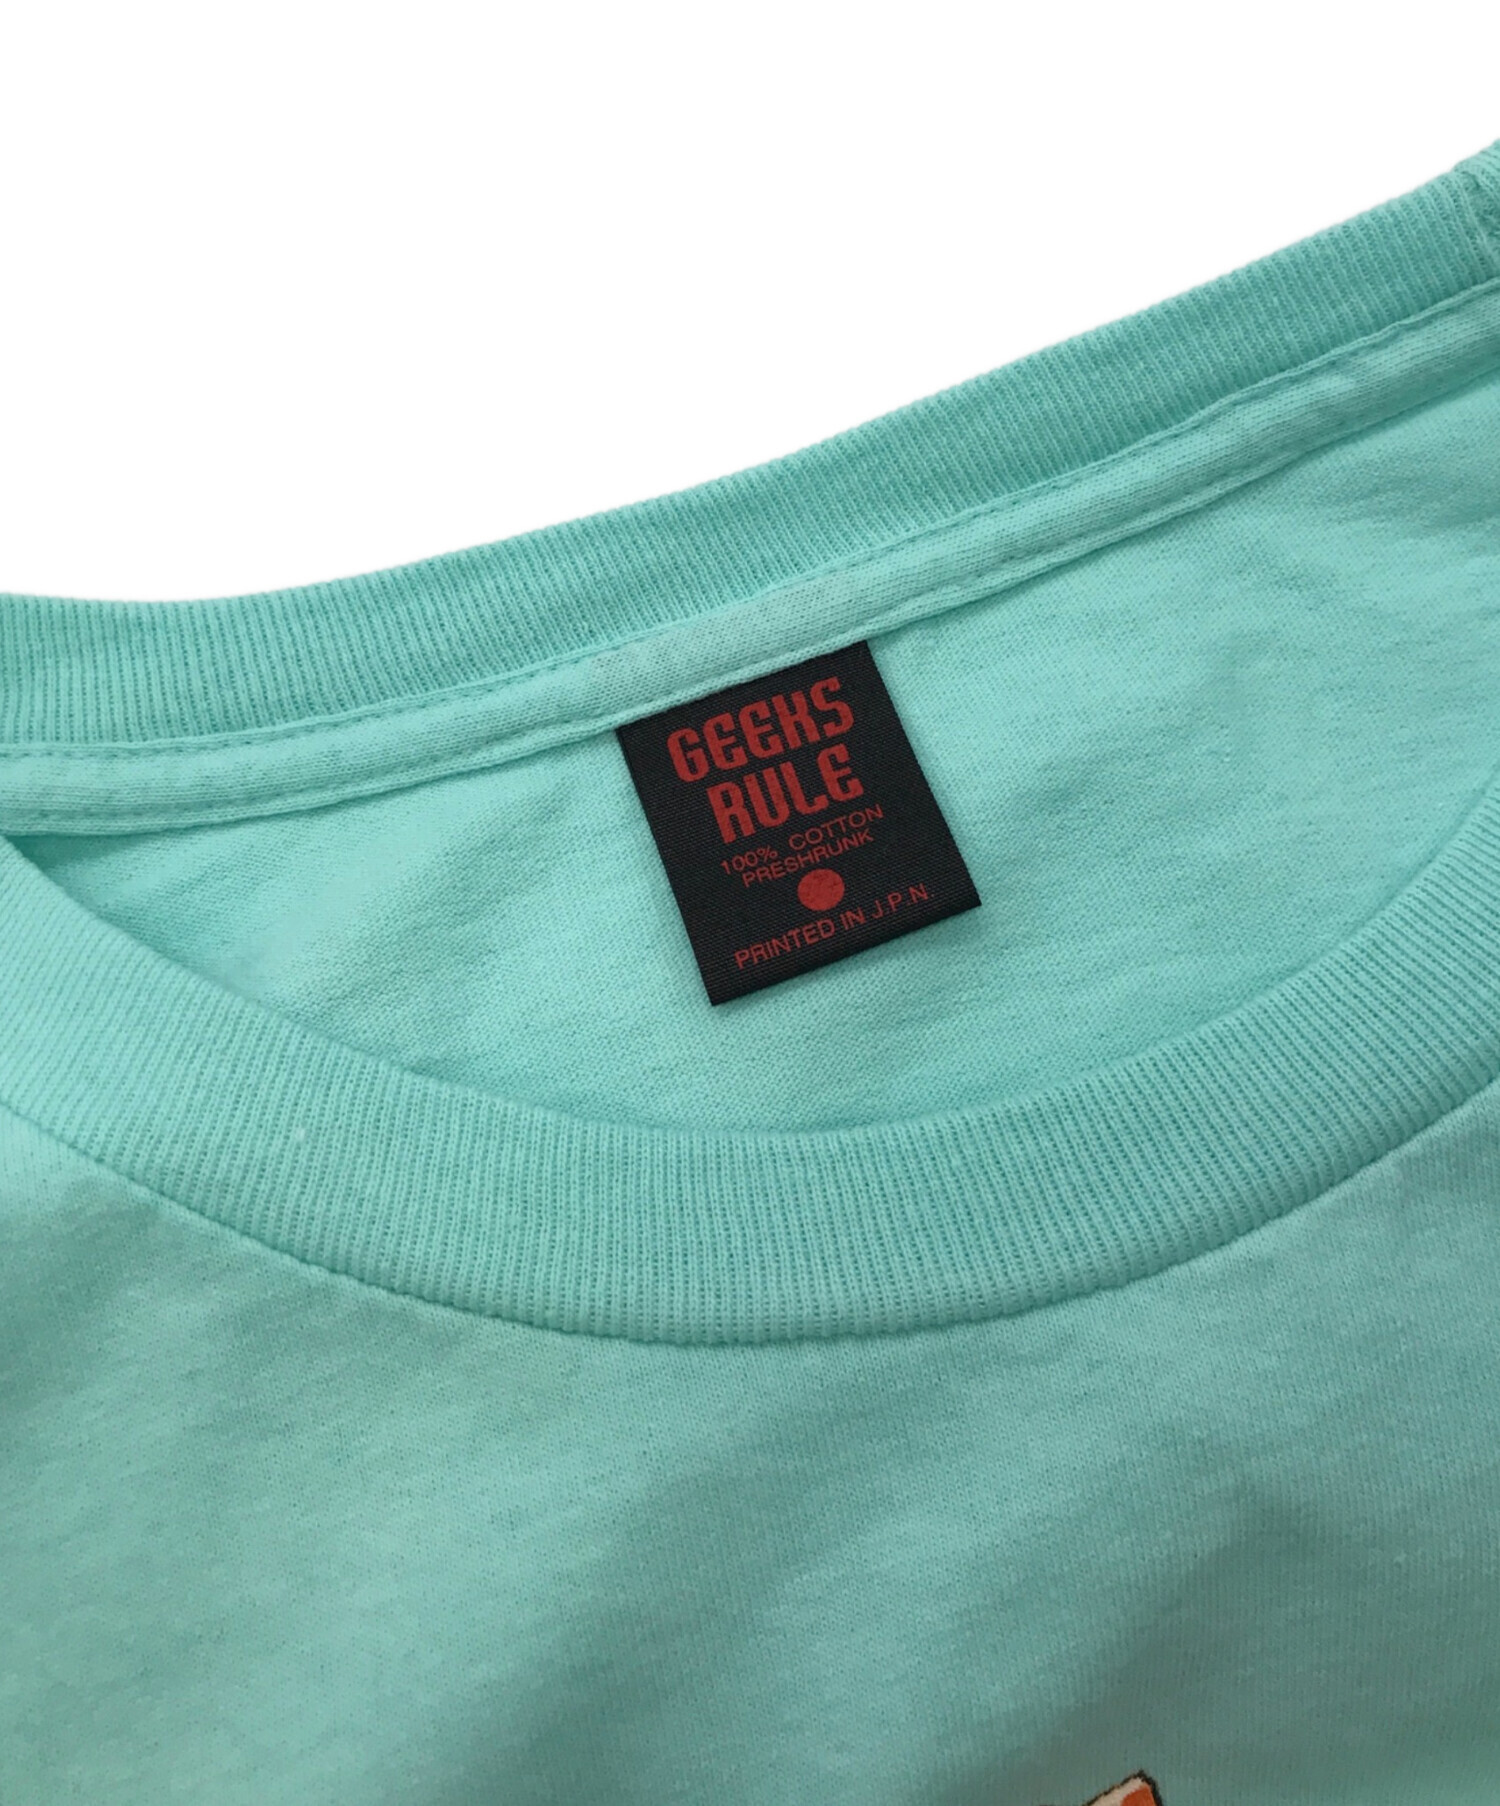 GEEKS
RULE
100% COTTON
PRESHRUNK
PRINTED IN J.P.N.